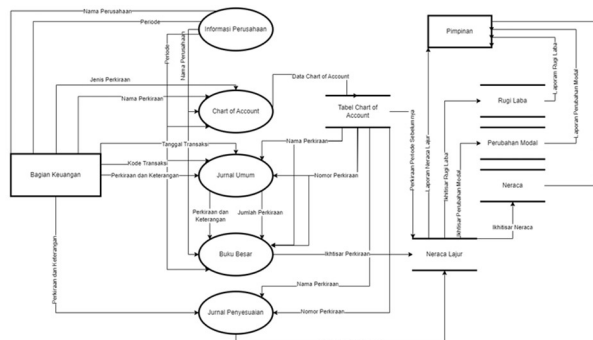 Nama Perusahaan
Periode
Informasi Perusahaan
Pimpinan
Periode
Nama Perusahaan
Jenis Perkiraan
Nama Perkiraan
Chart of Account
Data Chart of Account
Tabel Chart of
Account
Perkiraan Periode Sebelumnya
Laporan Neraca Lajur
Ikhtisar Rugi Laba
Ikhtisar Perubahan Modal
Laporan Rugi Laba
Laporan Perubahan Modal
Rugi Laba
Perubahan Modal
Neraca
Bagian Keuangan
Tanggal Transaksi
Kode Transaksi
Perkiraan dan Keterangan
Jurnal Umum
Nama Perkiraan
Nomor Perkiraan
Perkiraan dan
Keterangan
Jumlah Perkiraan
Ikhtisar Neraca
Buku Besar
Ikhtisar Perkiraan
Neraca Lajur
Perkiraan dan Keterangan
Nama Perkiraan
Jurnal Penyesuaian
Nomor Perkiraan